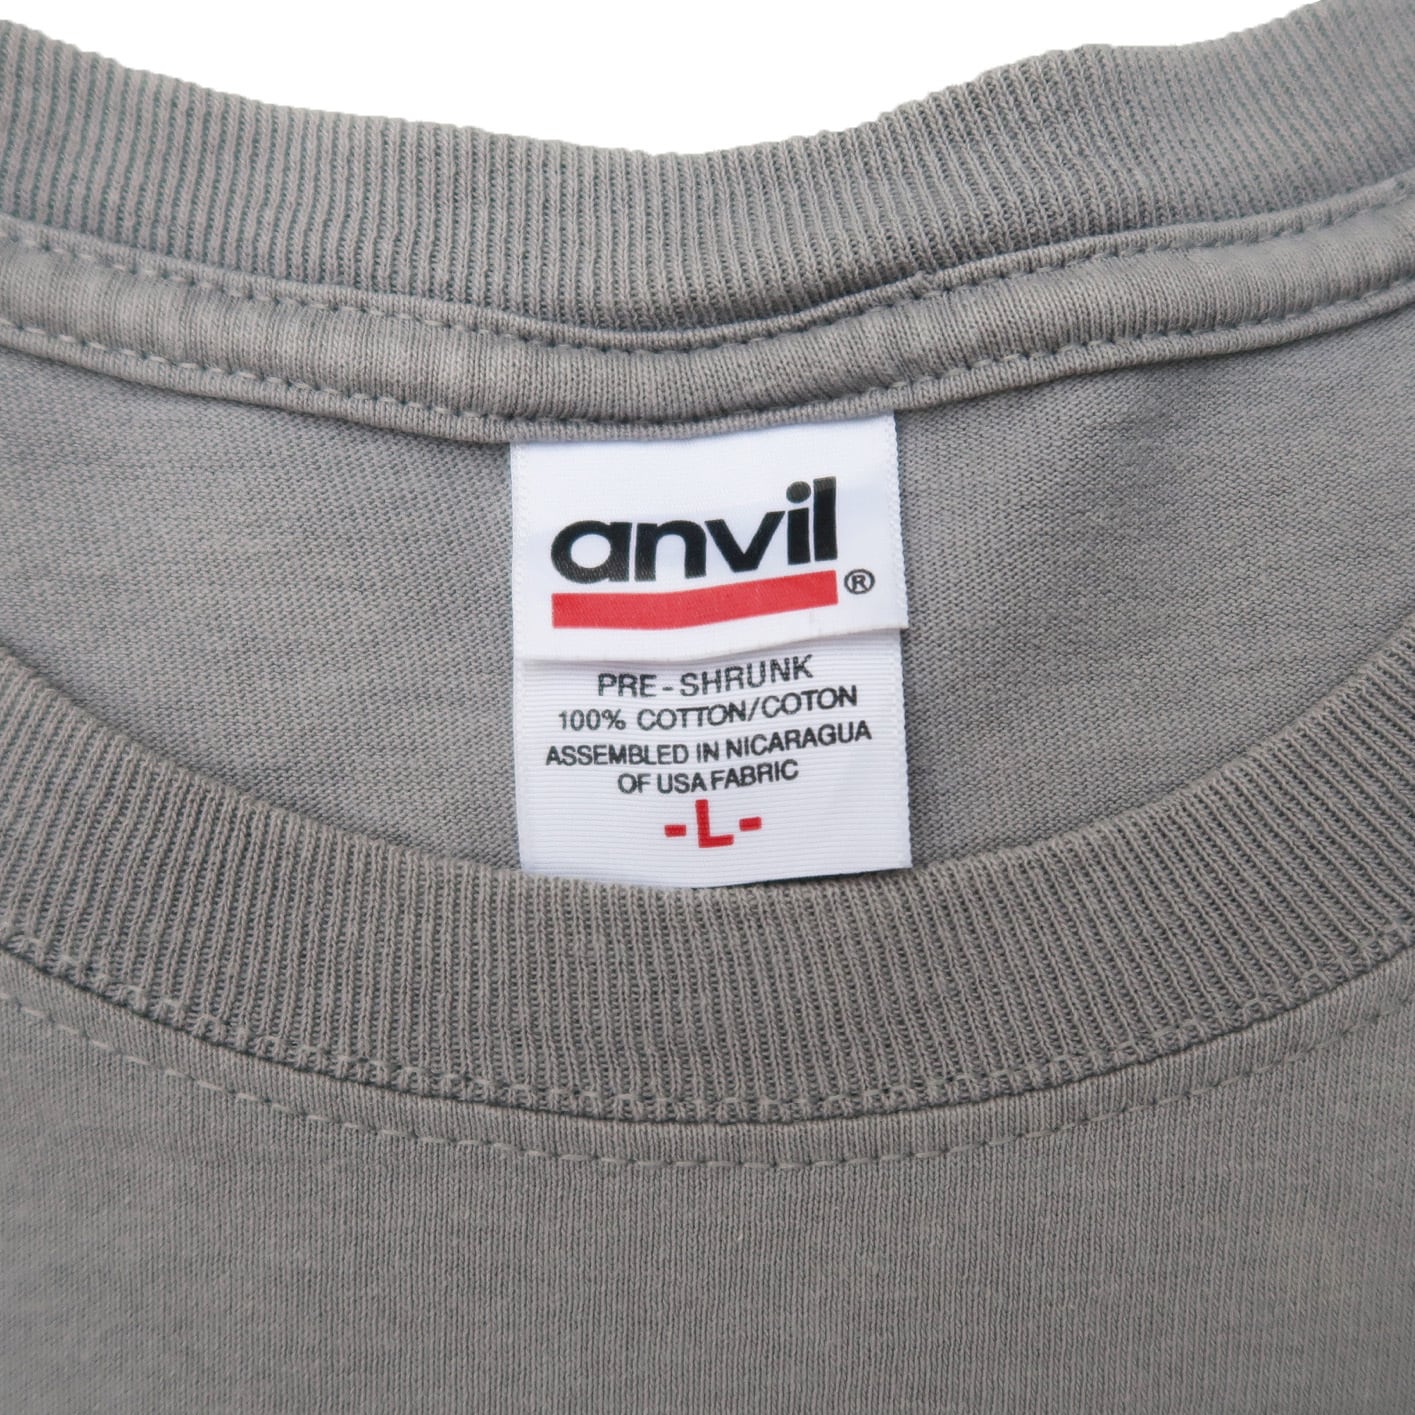 anvil®
PRE-SHRUNK
100% COTTON/COTON
ASSEMBLED IN NICARAGUA
OF USA FABRIC
-L-